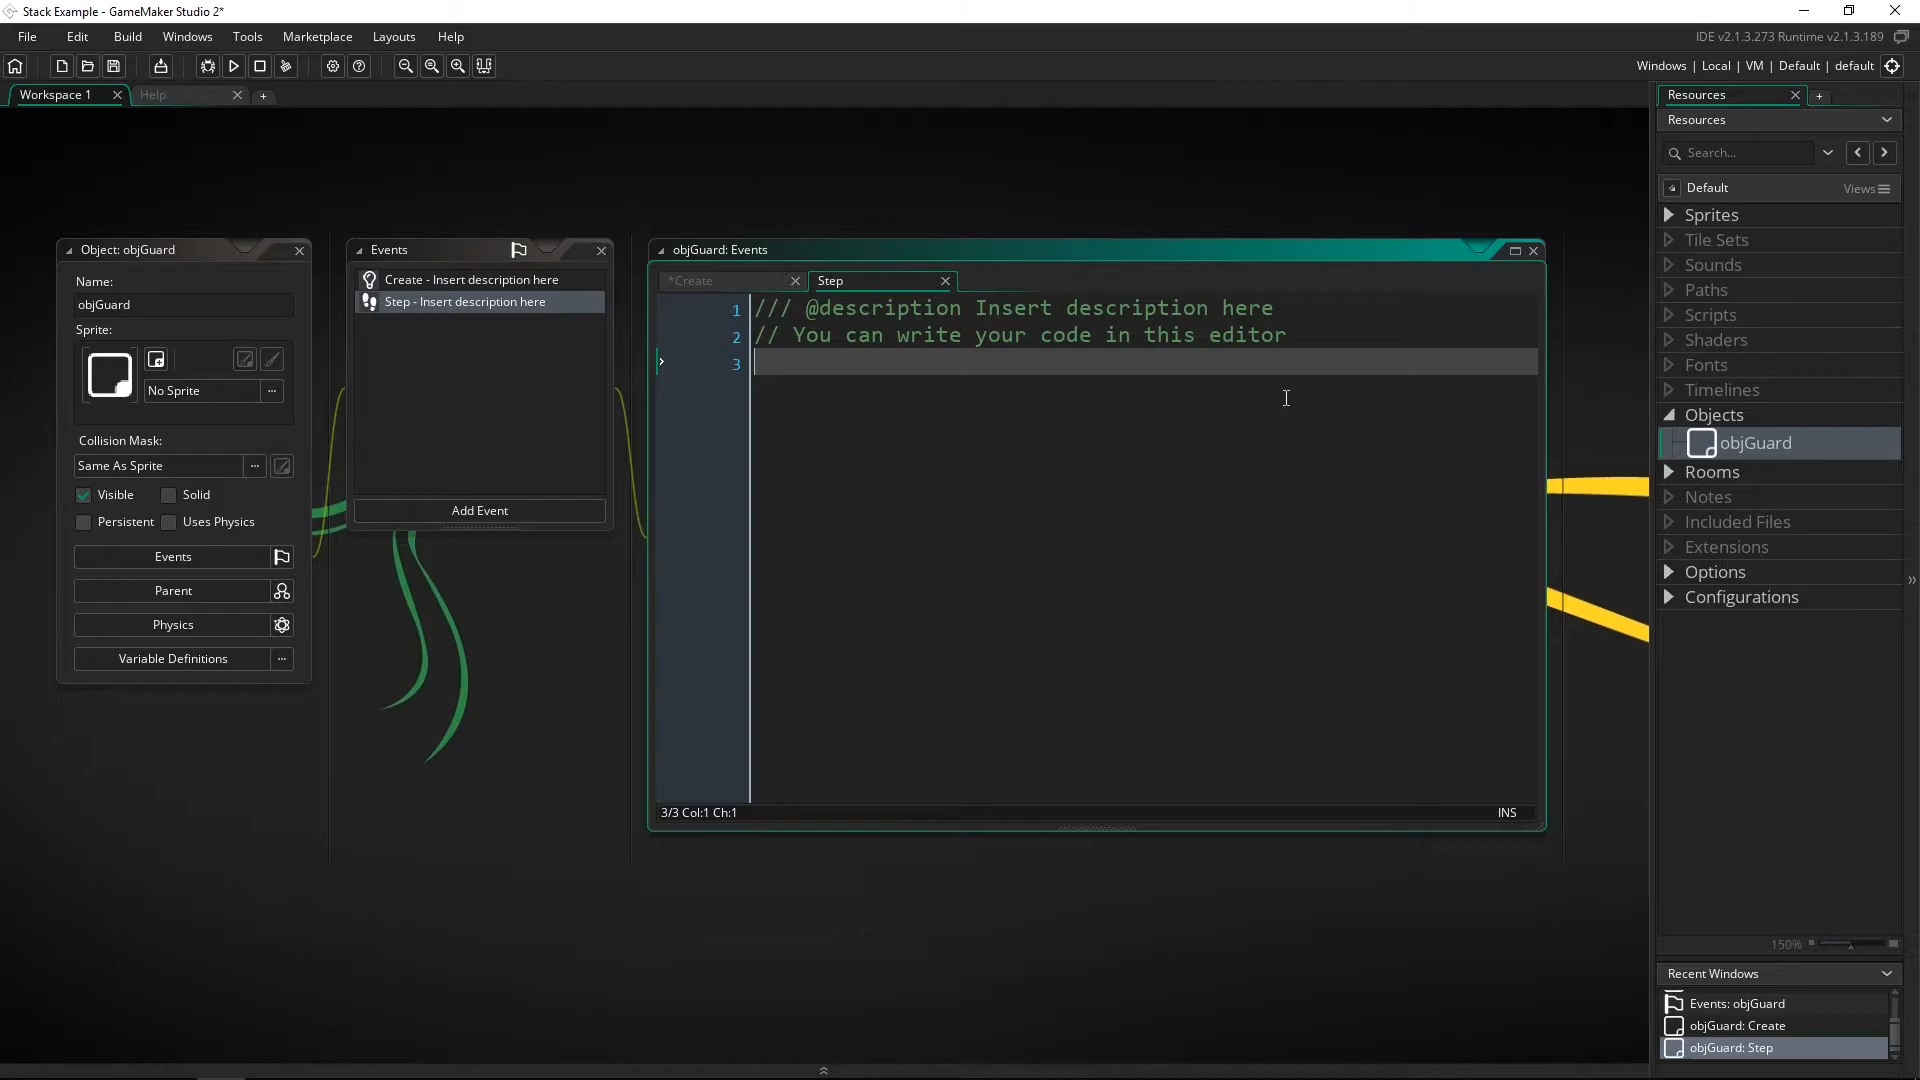 Stack Example - GameMaker Studio 2*
File Edit Build Windows Tools Marketplace Layouts Help
IDE v2.1.3.273 Runtime v2.1.3.189
Windows | Local | VM | Default | default
Workspace 1
Help
+
Resources
+
Resources
Search...
Default
Views
Sprites
Tile Sets
Sounds
Paths
Scripts
Shaders
Fonts
Timelines
Objects
objGuard
Rooms
Notes
Included Files
Extensions
Options
Configurations
Object: objGuard
Name:
objGuard
Sprite:
No Sprite
...
Collision Mask:
Same As Sprite
...
Visible
Solid
Persistent
Uses Physics
Events
Parent
Physics
Variable Definitions
...
Events
Create - Insert description here
Step - Insert description here
Add Event
objGuard: Events
*Create
Step
1 /// @description Insert description here
2 // You can write your code in this editor
3
3/3 Col:1 Ch:1
INS
150%
Recent Windows
Events: objGuard
objGuard: Create
objGuard: Step